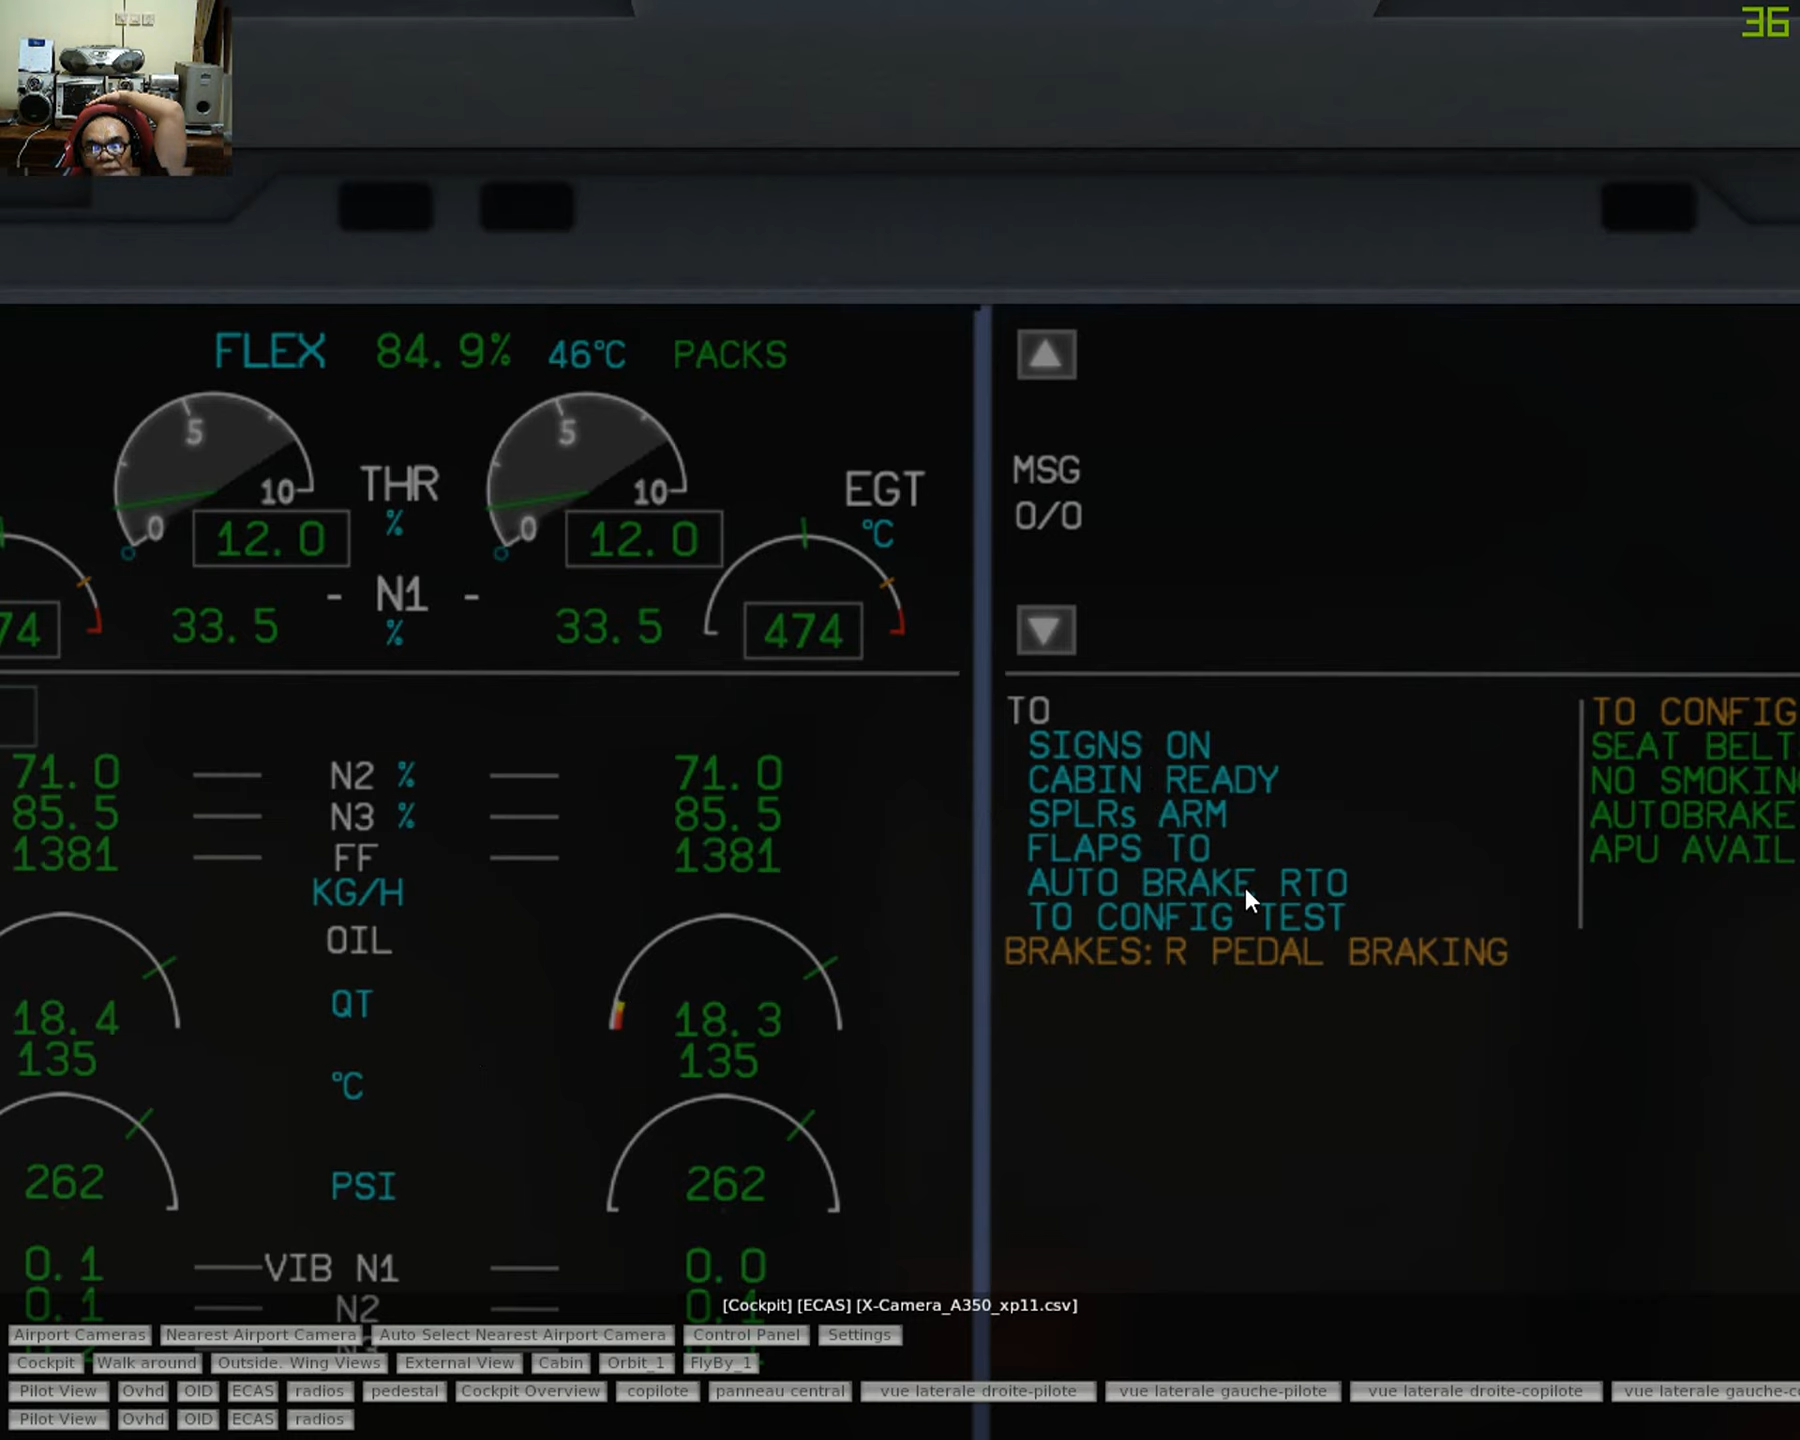 36
FLEX 84.9% 46°C PACKS
5 5
10 THR 10 EGT
0 % 0 °C
12.0 12.0
- N1 -
33.5 % 33.5
74 474
MSG
0/0
71.0 N2 % 71.0
85.5 N3 % 85.5
1381 FF 1381
KG/H
OIL
18.4 QT 18.3
135 °C 135
262 PSI 262
0.1 VIB N1 0.0
0.1 N2 0.1
TO
SIGNS ON
CABIN READY
SPLRs ARM
FLAPS TO
AUTO BRAKE RTO
TO CONFIG TEST
BRAKES: R PEDAL BRAKING
TO CONFIG
SEAT BELT
NO SMOKIN
AUTOBRAKE
APU AVAIL
[Cockpit] [ECAS] [X-Camera_A350_xp11.csv]
Airport Cameras Nearest Airport Camera Auto Select Nearest Airport Camera Control Panel Settings
Cockpit Walk around Outside. Wing Views External View Cabin Orbit_1 FlyBy_1
Pilot View Ovhd OID ECAS radios pedestal Cockpit Overview copilote panneau central vue laterale droite-pilote vue laterale gauche-pilote vue laterale droite-copilote vue laterale gauche-c
Pilot View Ovhd OID ECAS radios